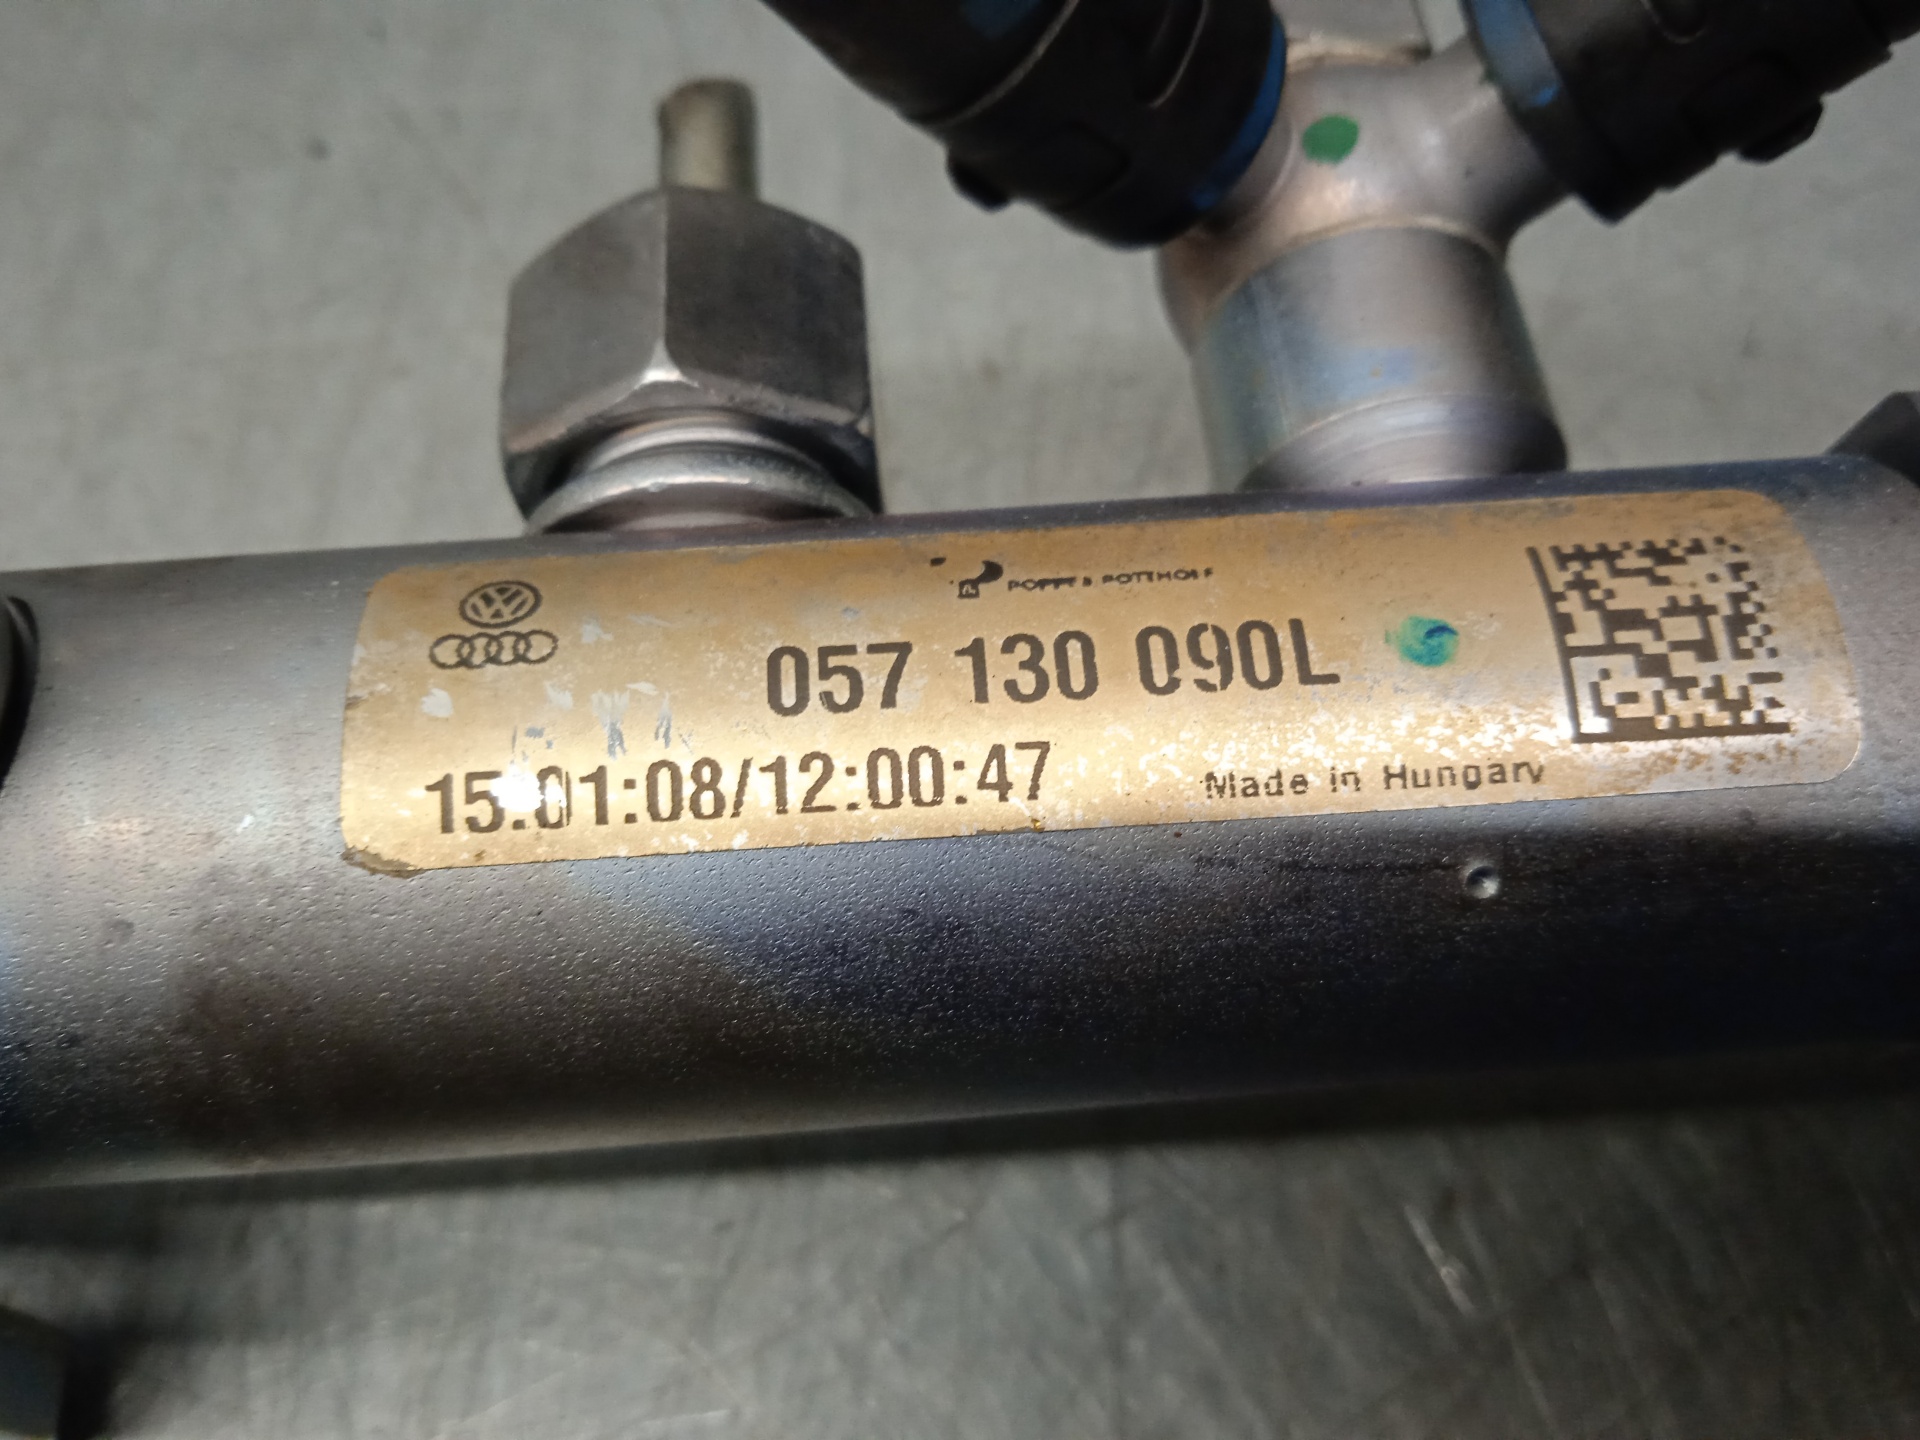 POPPE & POTTHOFF
057 130 090L
15.01:08/12:00:47
Made in Hungary